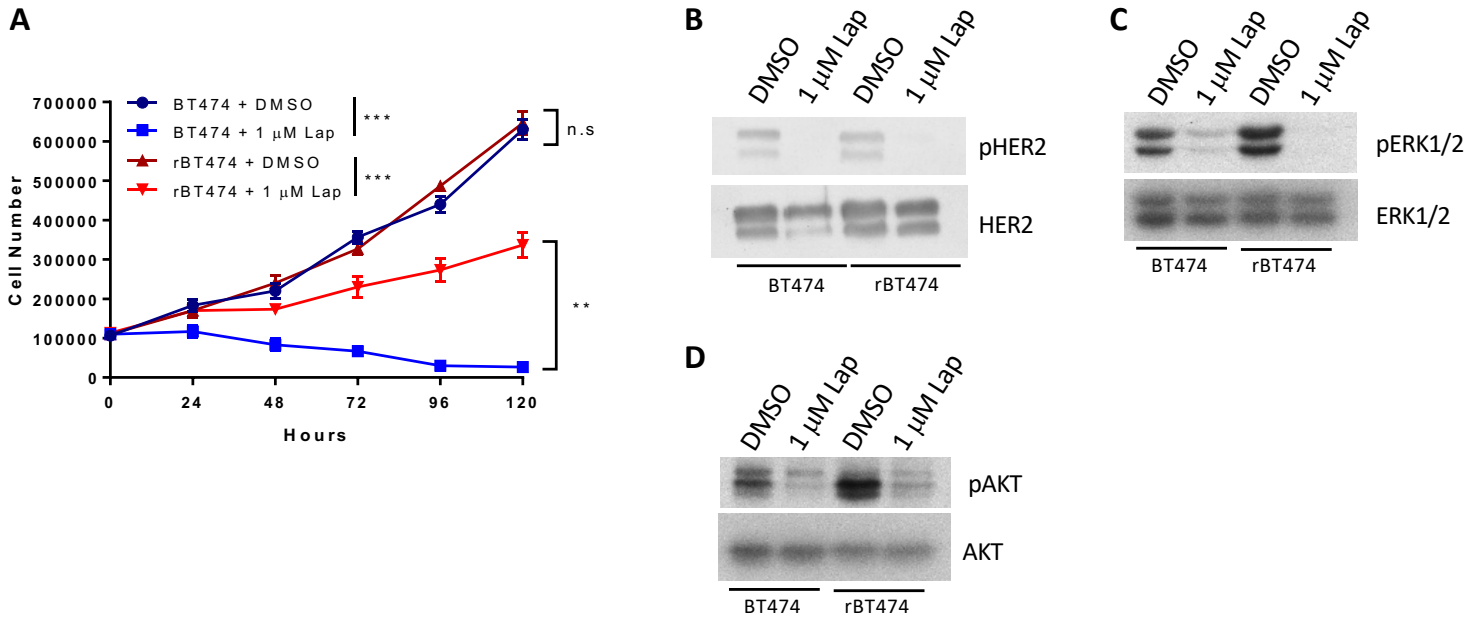 A
700000
600000
500000
400000
300000
200000
100000
0
Cell Number
0 24 48 72 96 120
Hours
BT474 + DMSO
BT474 + 1 μM Lap
rBT474 + DMSO
rBT474 + 1 μM Lap
***
***
n.s
**
B
DMSO
1 μM Lap
DMSO
1 μM Lap
pHER2
HER2
BT474 rBT474
C
DMSO
1 μM Lap
DMSO
1 μM Lap
pERK1/2
ERK1/2
BT474 rBT474
D
DMSO
1 μM Lap
DMSO
1 μM Lap
pAKT
AKT
BT474 rBT474